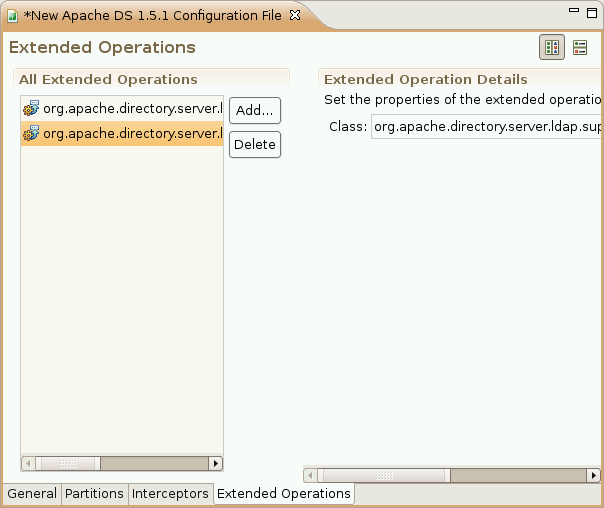 *New Apache DS 1.5.1 Configuration File
Extended Operations
All Extended Operations
org.apache.directory.server.l
org.apache.directory.server.l
Add...
Delete
Extended Operation Details
Set the properties of the extended operatio
Class: org.apache.directory.server.ldap.sup
General Partitions Interceptors Extended Operations